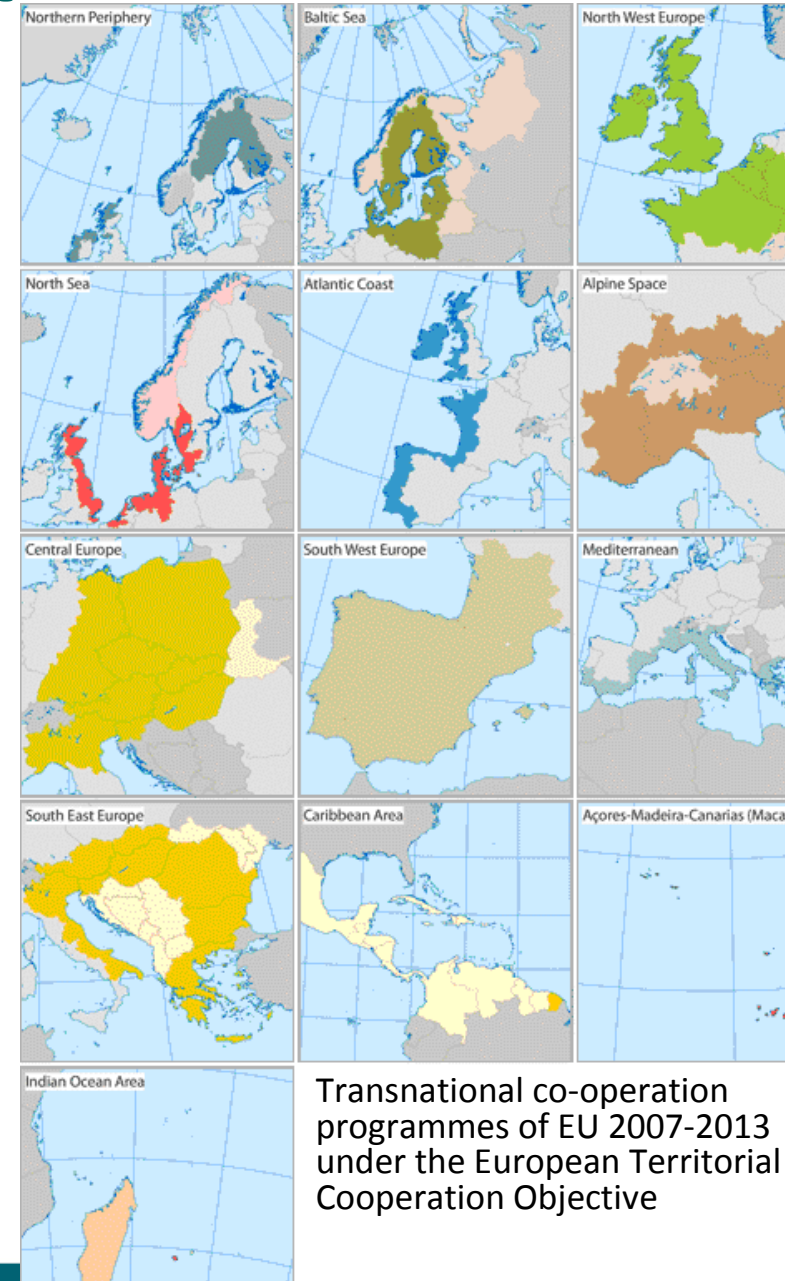 Northern Periphery
Baltic Sea
North West Europe
North Sea
Atlantic Coast
Alpine Space
Central Europe
South West Europe
Mediterranean
South East Europe
Caribbean Area
Açores-Madeira-Canarias (Maca
Indian Ocean Area
Transnational co-operation
programmes of EU 2007-2013
under the European Territorial
Cooperation Objective